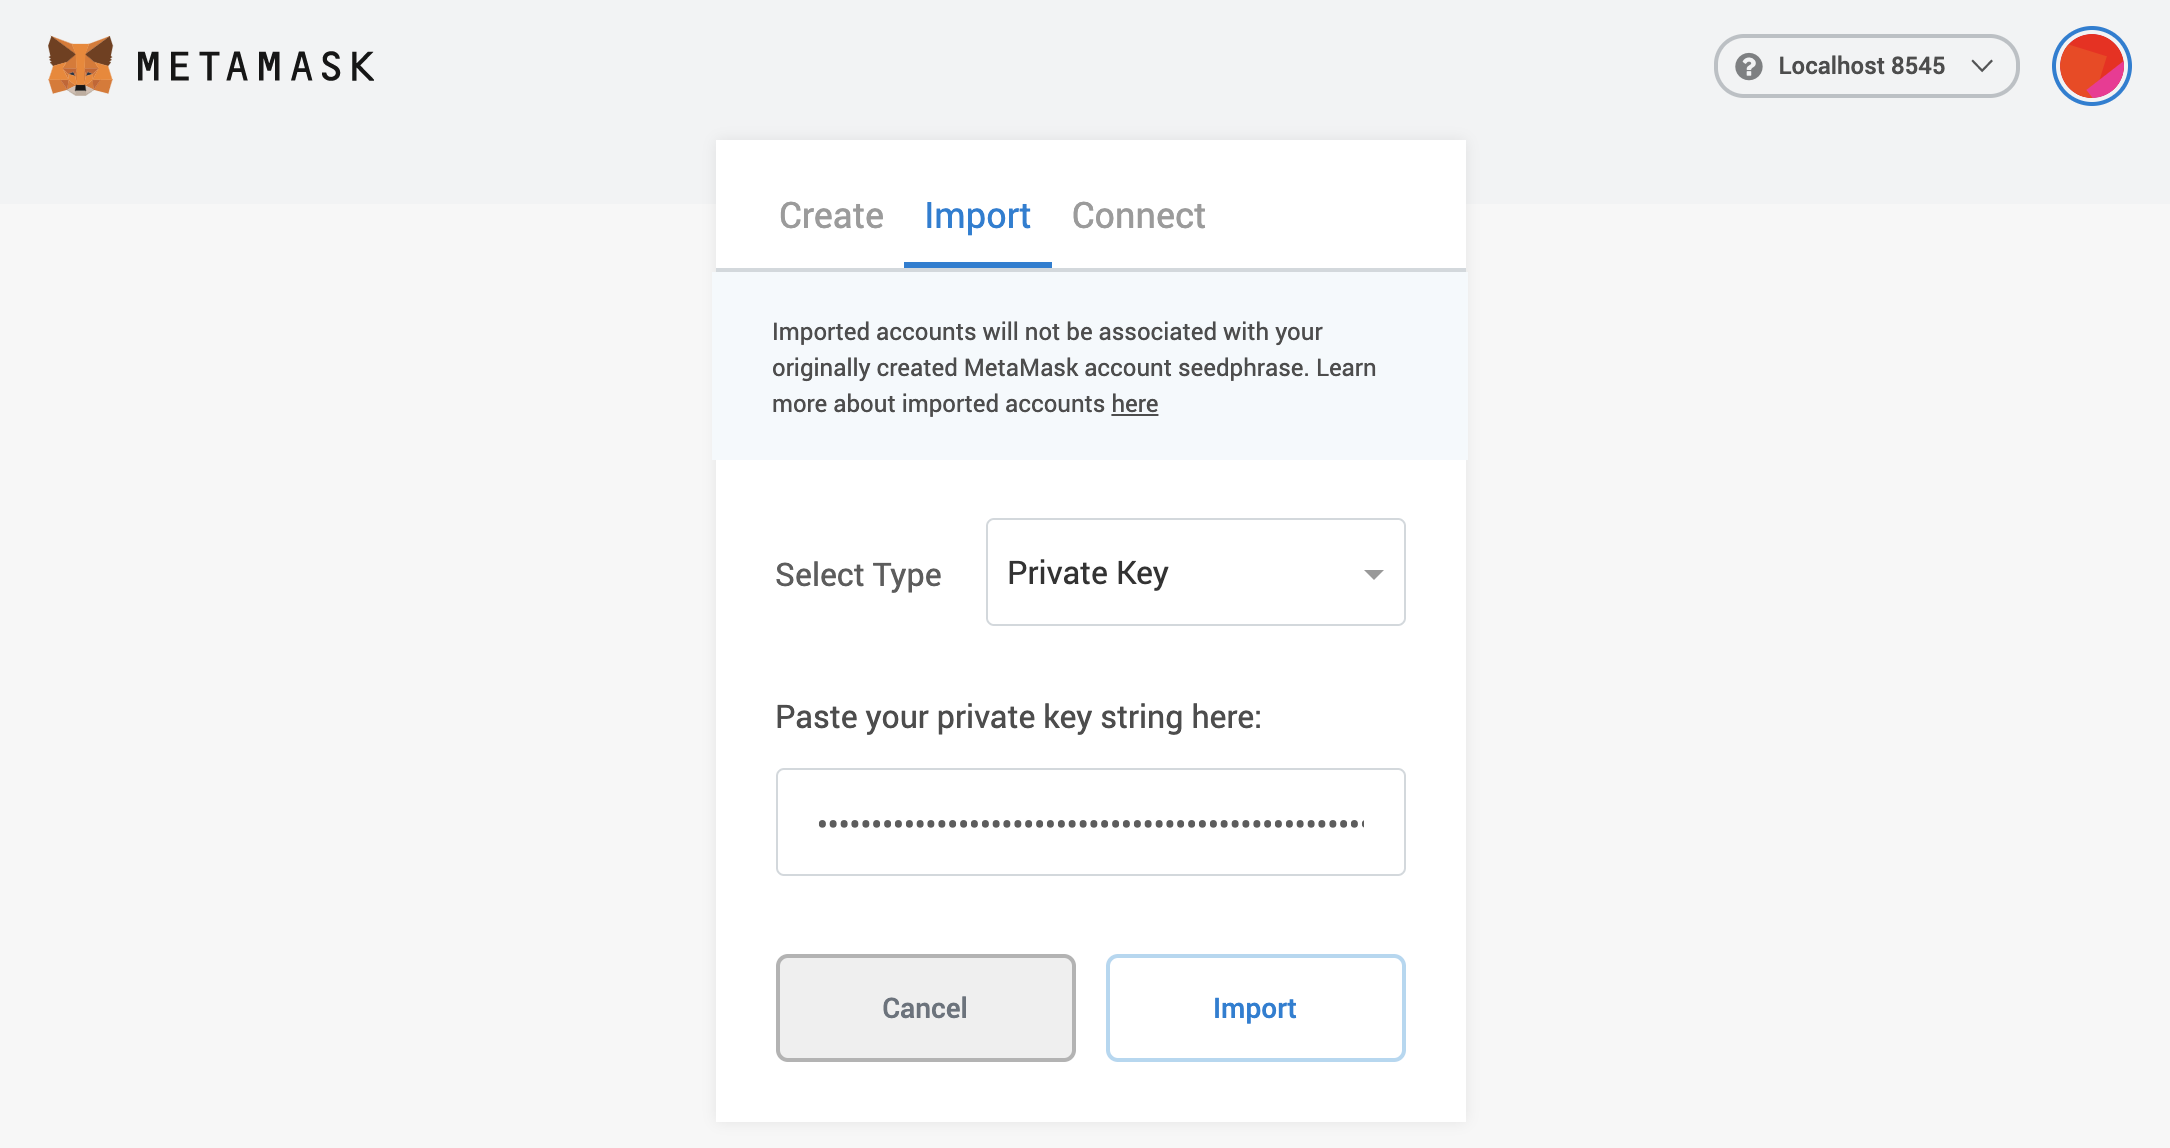 METAMASK
Localhost 8545
Create Import Connect
Imported accounts will not be associated with your
originally created MetaMask account seedphrase. Learn
more about imported accounts here
Select Type
Private Key
Paste your private key string here:
Cancel
Import